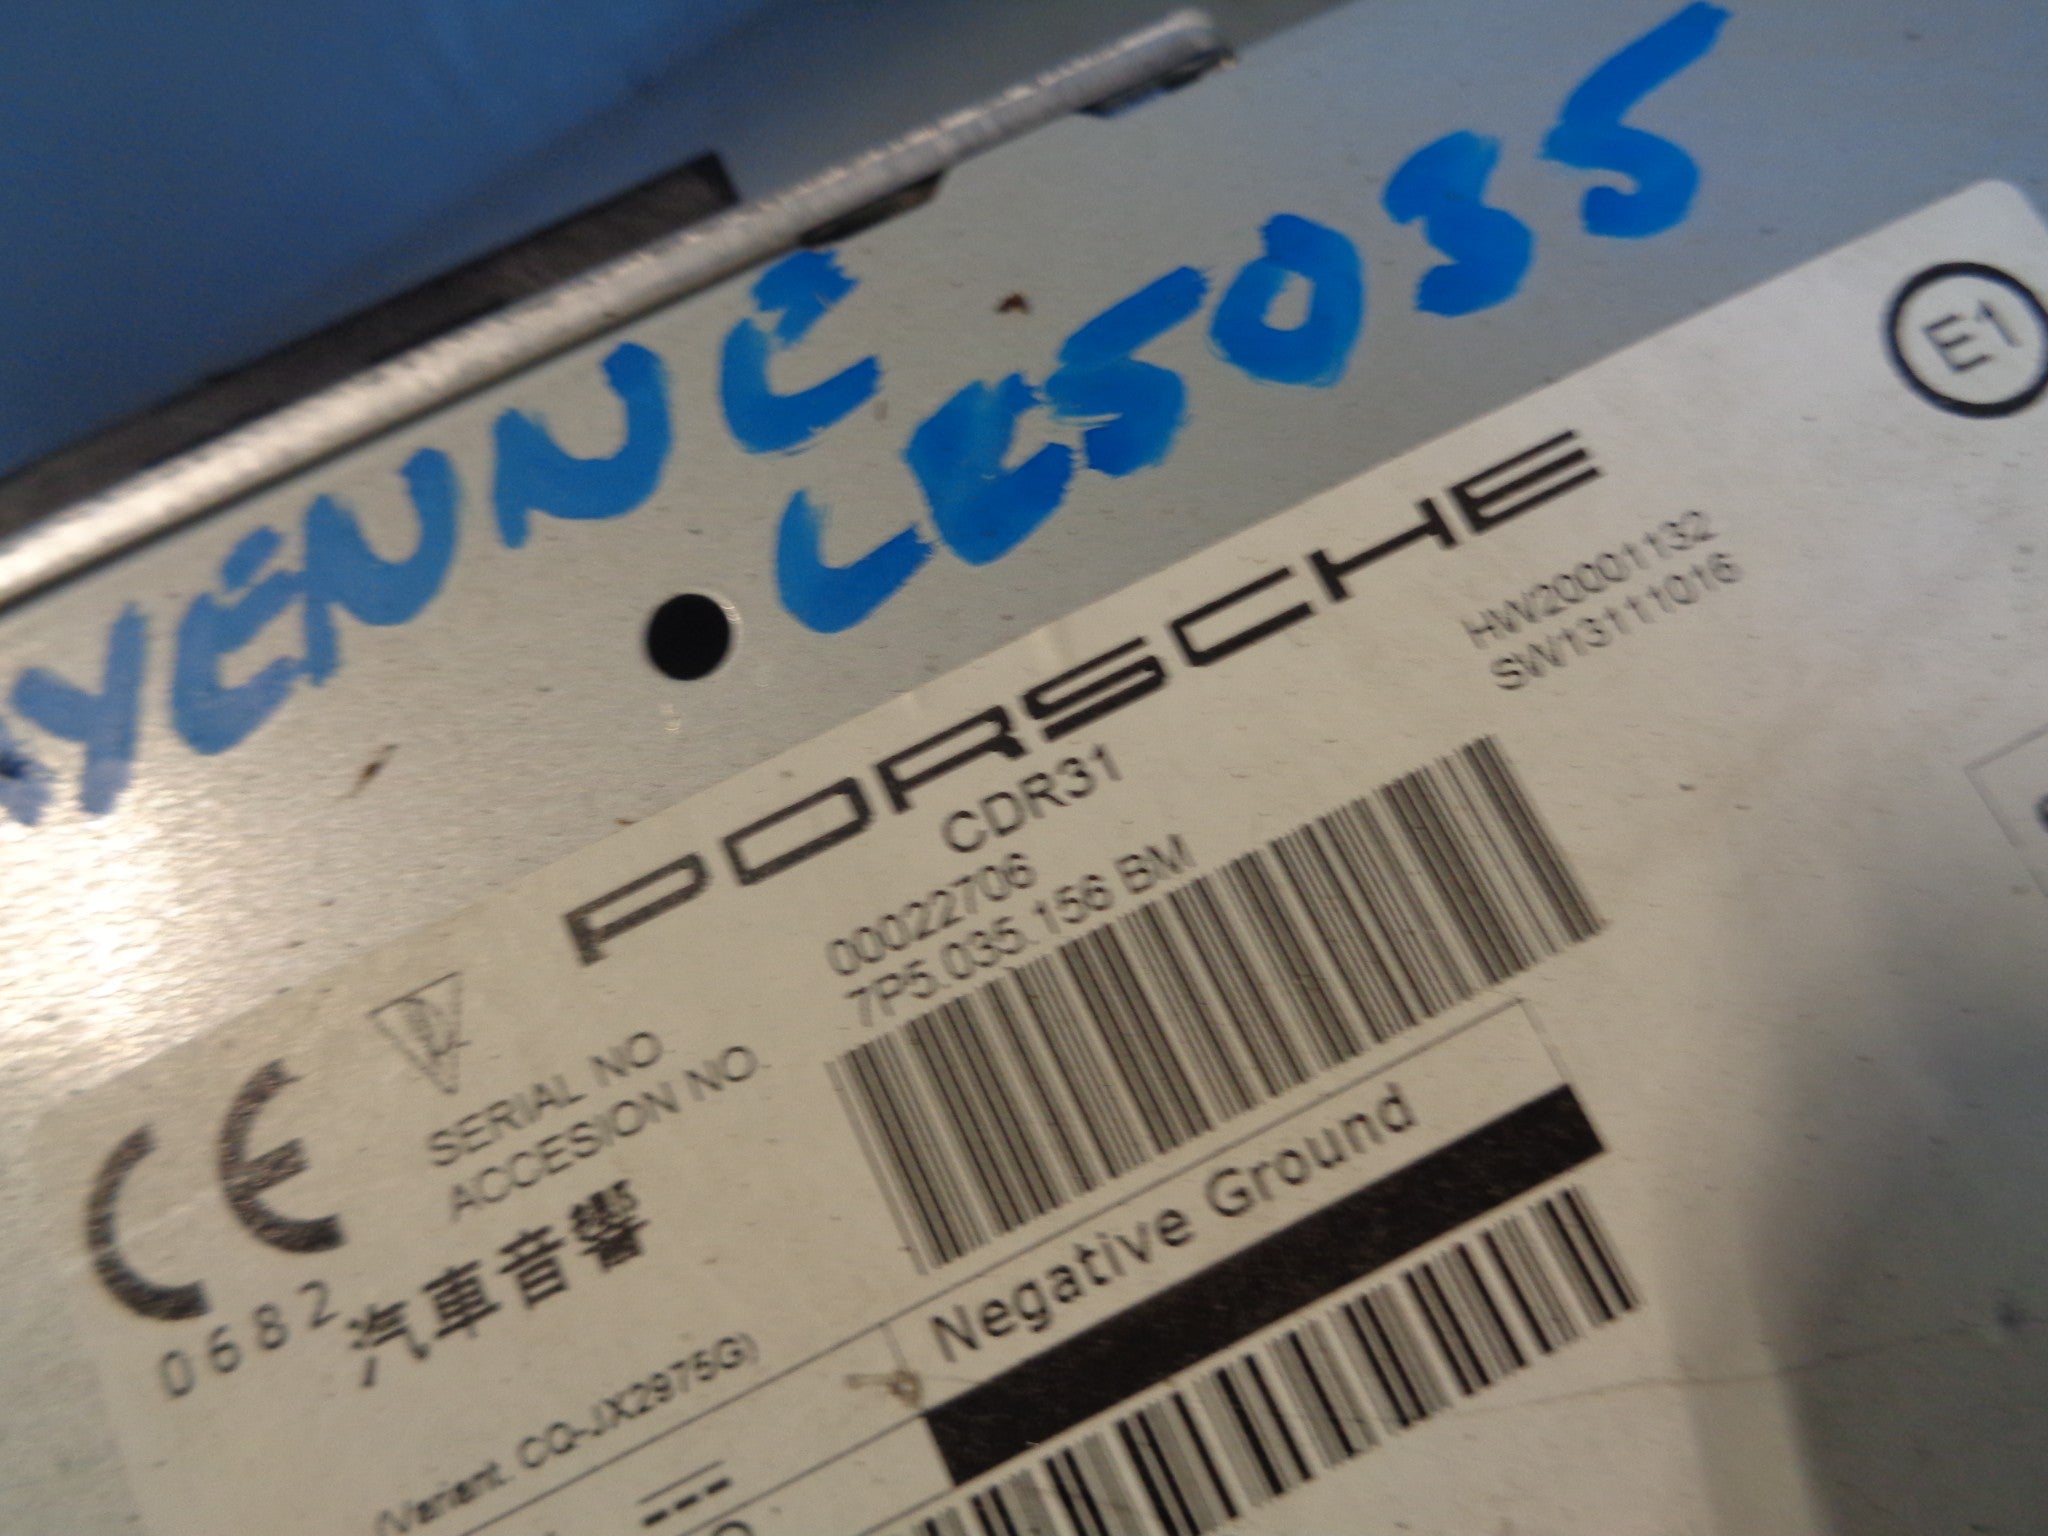 YENNE
LE5035
E1
PORSCHE
HW20001132
SW13111016
CDR31
SERIAL NO. 00022706
ACCESION NO. 7P5.035.156 BM
CE
0682
汽車音響
(Variant. CQ-JX2975G)
Negative Ground